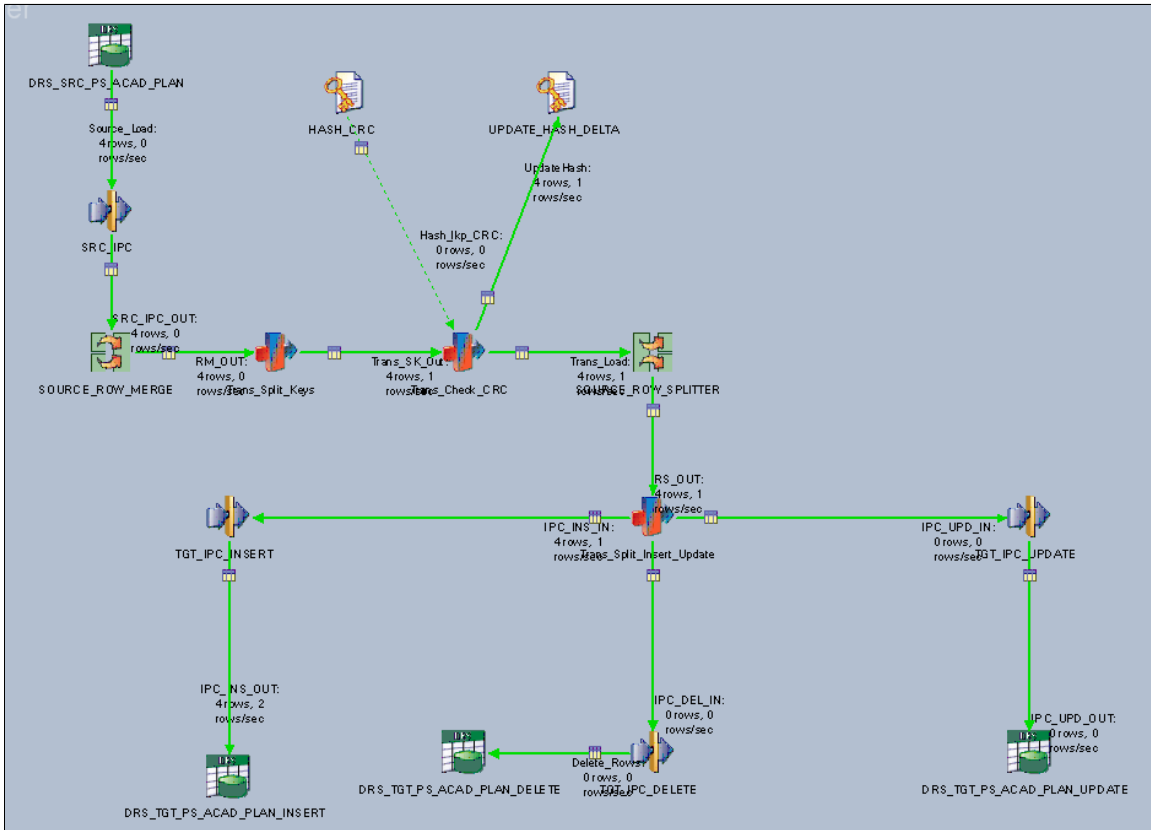 el
DRS_SRC_PS_ACAD_PLAN
Source_Load:
4 rows, 0
rows/sec
HASH_CRC
UPDATE_HASH_DELTA
UpdateHash:
4 rows, 1
rows/sec
SRC_IPC
Hash_lkp_CRC:
0 rows, 0
rows/sec
SRC_IPC_OUT:
4 rows, 0
rows/sec
SOURCE_ROW_MERGE
RM_OUT:
4 rows, 0
rows/sec
Trans_Split_Keys
Trans_SK_Out:
4 rows, 1
rows/sec
Trans_Check_CRC
Trans_Load:
4 rows, 1
rows/sec
SOURCE_ROW_SPLITTER
RS_OUT:
4 rows, 1
rows/sec
TGT_IPC_INSERT
IPC_INS_IN:
4 rows, 1
rows/sec
Trans_Split_Insert_Update
IPC_UPD_IN:
0 rows, 0
rows/sec
TGT_IPC_UPDATE
IPC_INS_OUT:
4 rows, 2
rows/sec
IPC_DEL_IN:
0 rows, 0
rows/sec
IPC_UPD_OUT:
0 rows, 0
rows/sec
Delete_Rows:
0 rows, 0
rows/sec
DRS_TGT_PS_ACAD_PLAN_DELETE
TGT_IPC_DELETE
DRS_TGT_PS_ACAD_PLAN_UPDATE
DRS_TGT_PS_ACAD_PLAN_INSERT